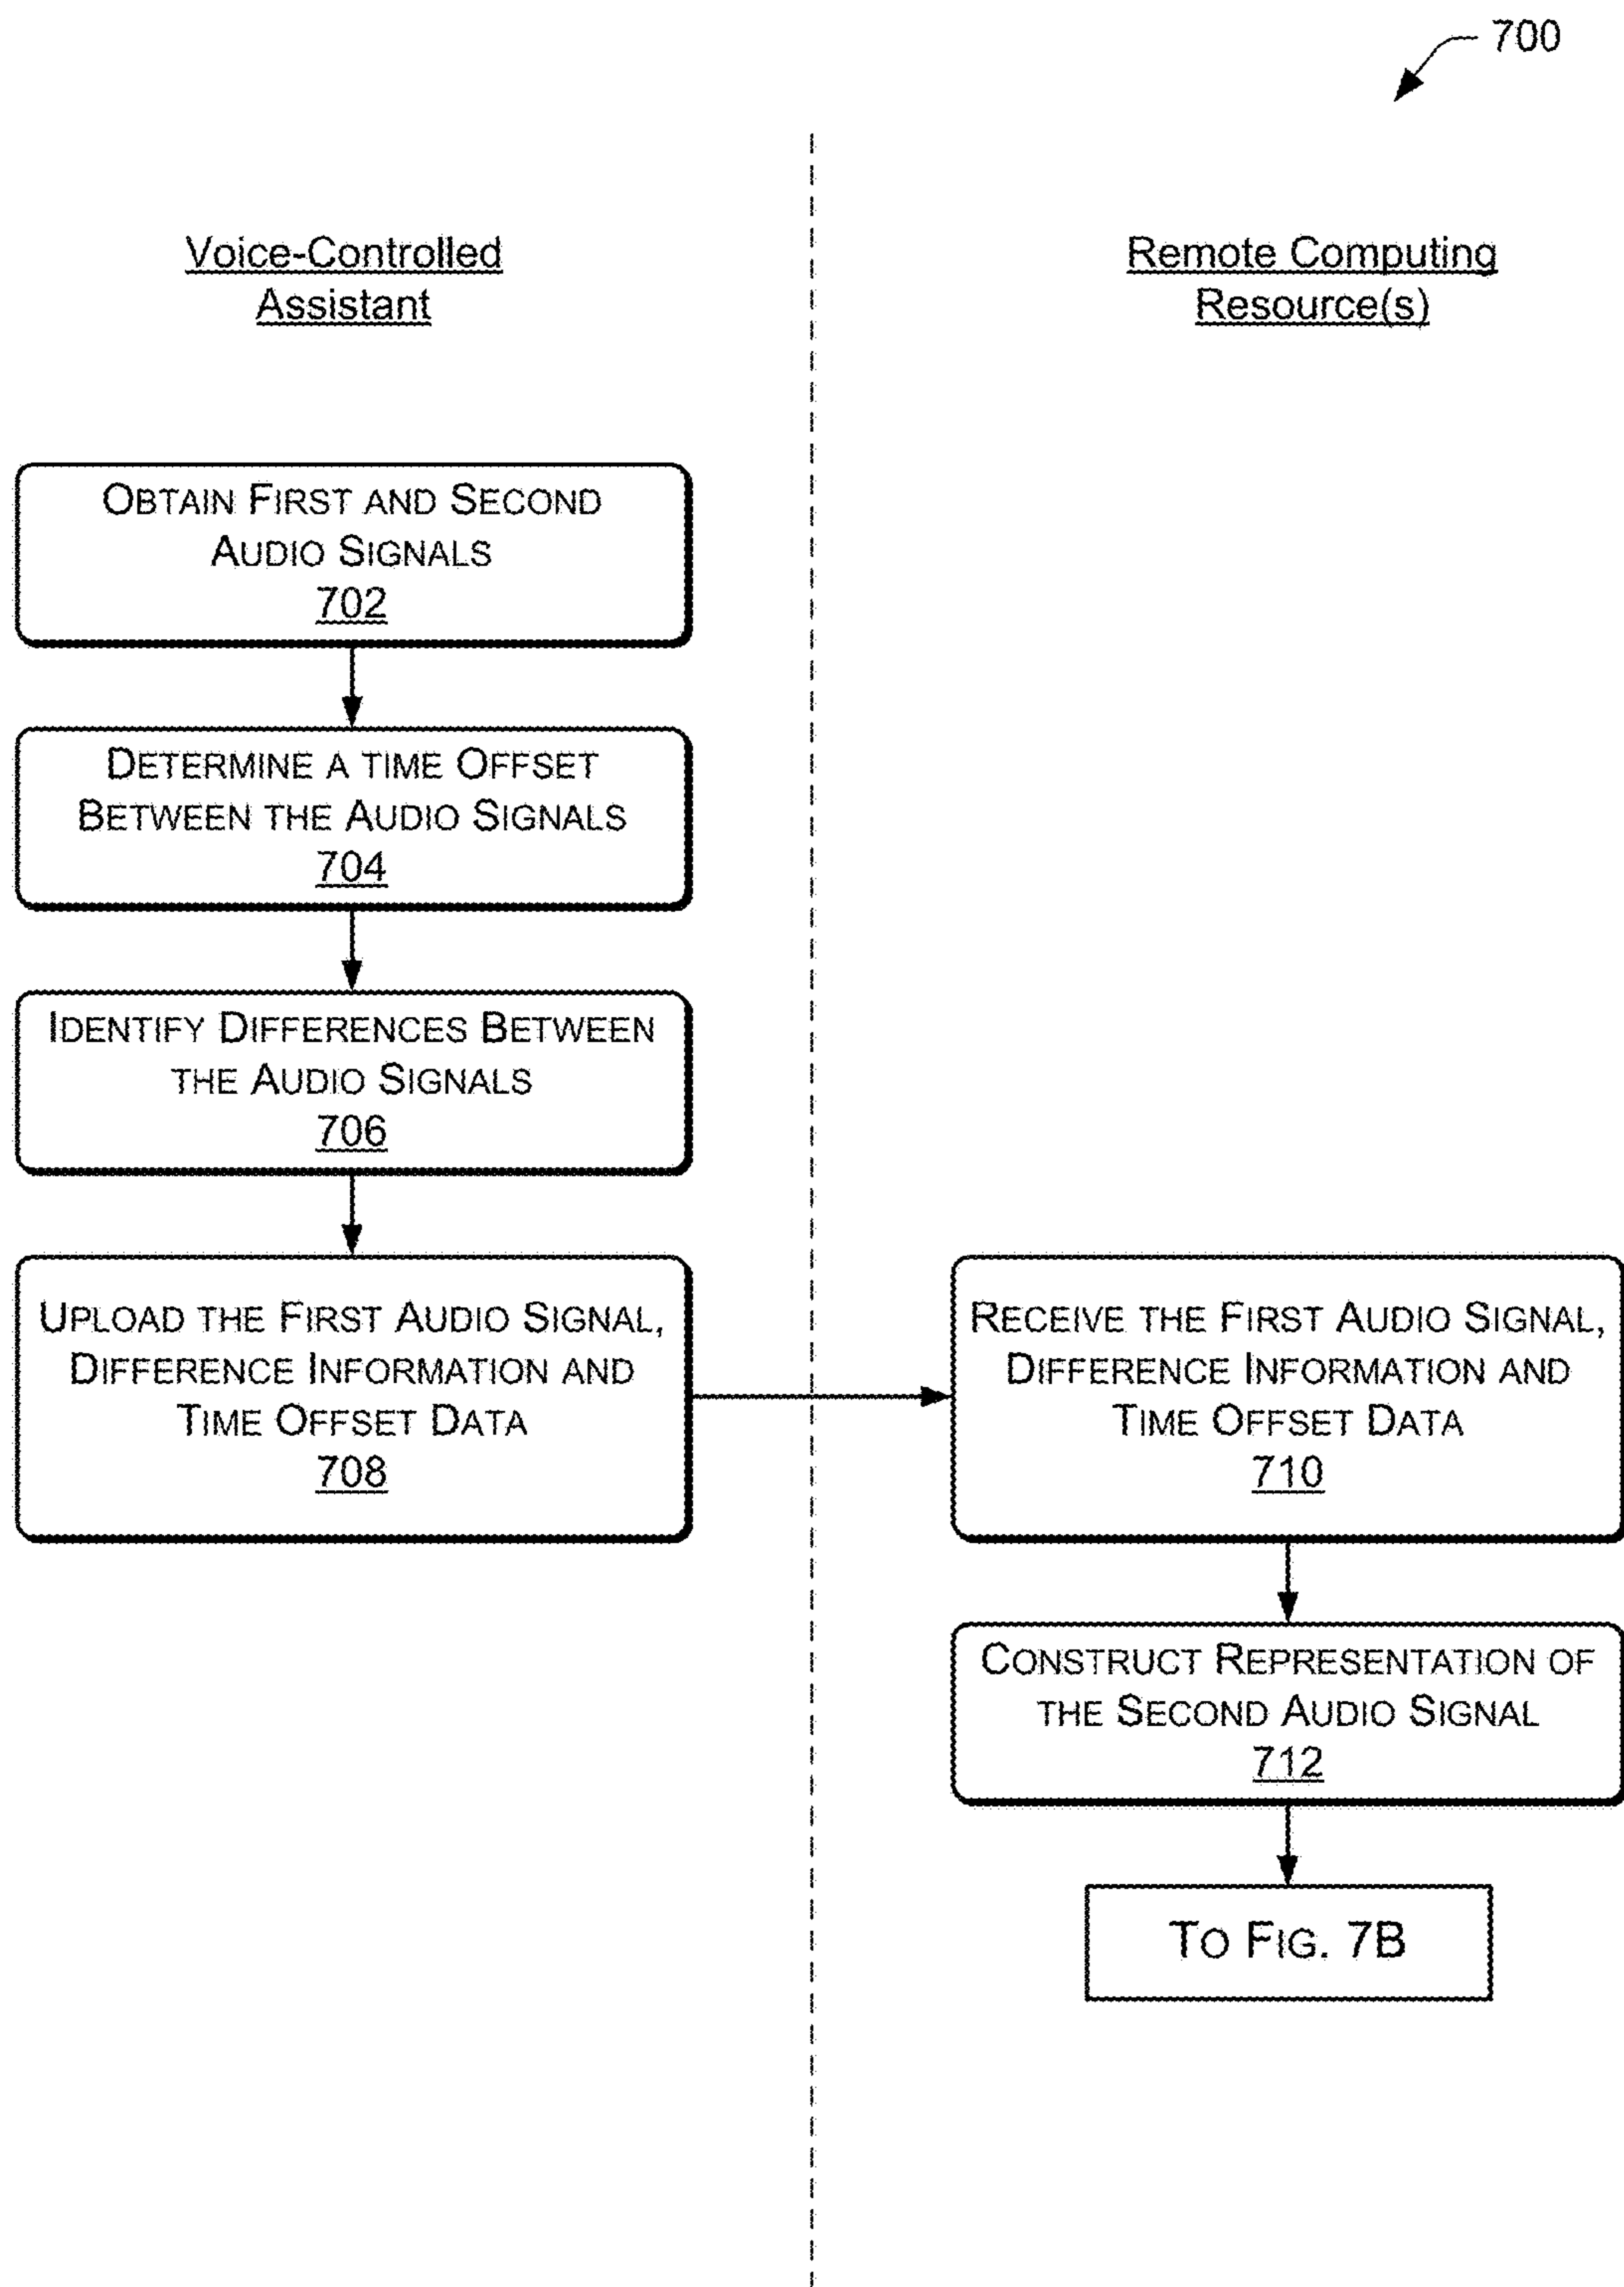 700
Voice-Controlled
Assistant
Remote Computing
Resource(s)
OBTAIN FIRST AND SECOND
AUDIO SIGNALS
702
DETERMINE A TIME OFFSET
BETWEEN THE AUDIO SIGNALS
704
IDENTIFY DIFFERENCES BETWEEN
THE AUDIO SIGNALS
706
UPLOAD THE FIRST AUDIO SIGNAL,
DIFFERENCE INFORMATION AND
TIME OFFSET DATA
708
RECEIVE THE FIRST AUDIO SIGNAL,
DIFFERENCE INFORMATION AND
TIME OFFSET DATA
710
CONSTRUCT REPRESENTATION OF
THE SECOND AUDIO SIGNAL
712
TO FIG. 7B